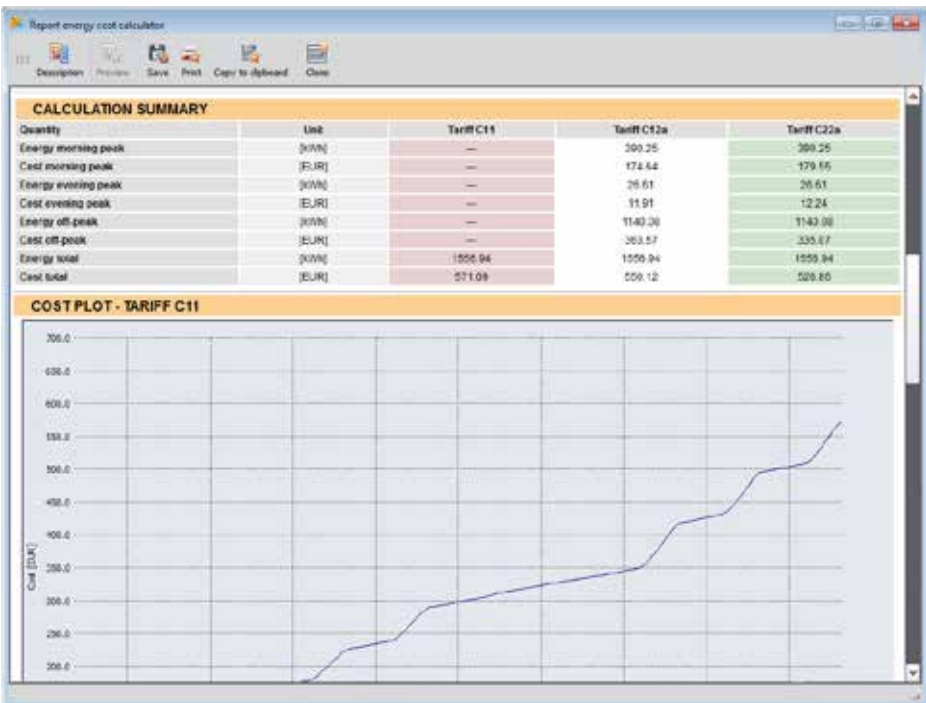 Report energy cost calculator
Description Preview Save Print Copy to clipboard Close
CALCULATION SUMMARY
Quantity Unit Tariff C11 Tariff C12a Tariff C22a
Energy morning peak [kWh] --- 390.25 390.25
Cost morning peak [EUR] --- 174.64 179.55
Energy evening peak [kWh] --- 26.61 26.61
Cost evening peak [EUR] --- 11.91 12.24
Energy off-peak [kWh] --- 1140.08 1140.08
Cost off-peak [EUR] --- 363.57 335.07
Energy total [kWh] 1556.94 1556.94 1556.94
Cost total [EUR] 571.09 550.12 526.86
COST PLOT - TARIFF C11
700.0
650.0
600.0
550.0
500.0
450.0
400.0
350.0
300.0
250.0
200.0
Cost [EUR]